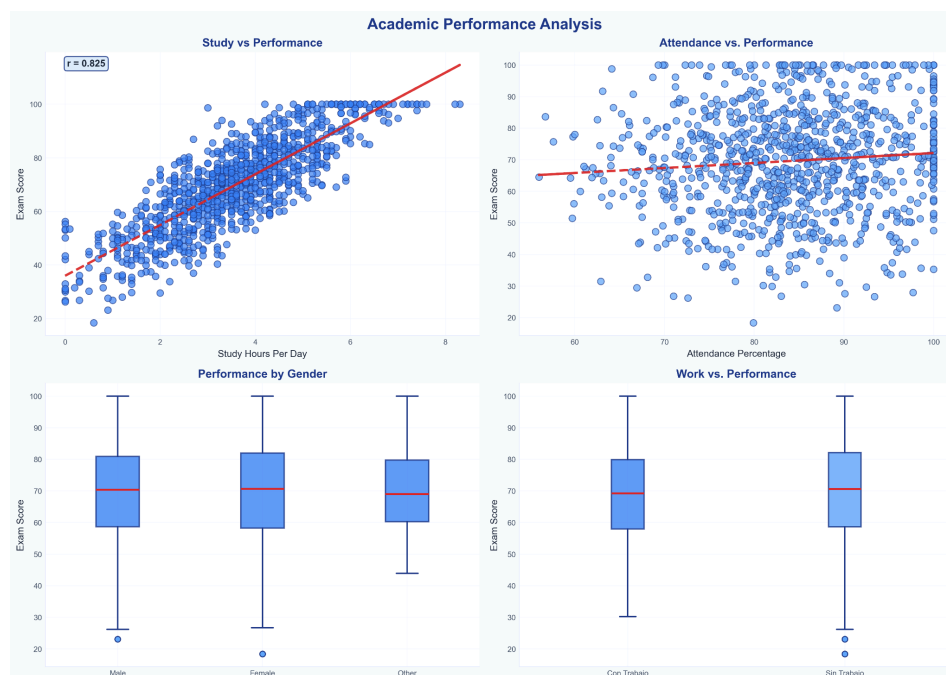 Academic Performance Analysis
Study vs Performance
r = 0.825
100
80
60
40
20
Exam Score
0 2 4 6 8
Study Hours Per Day
Attendance vs. Performance
100
90
80
70
60
50
40
30
20
Exam Score
60 70 80 90 100
Attendance Percentage
Performance by Gender
100
90
80
70
60
50
40
30
20
Exam Score
Male Female Other
Work vs. Performance
100
90
80
70
60
50
40
30
20
Exam Score
Con Trabajo Sin Trabajo